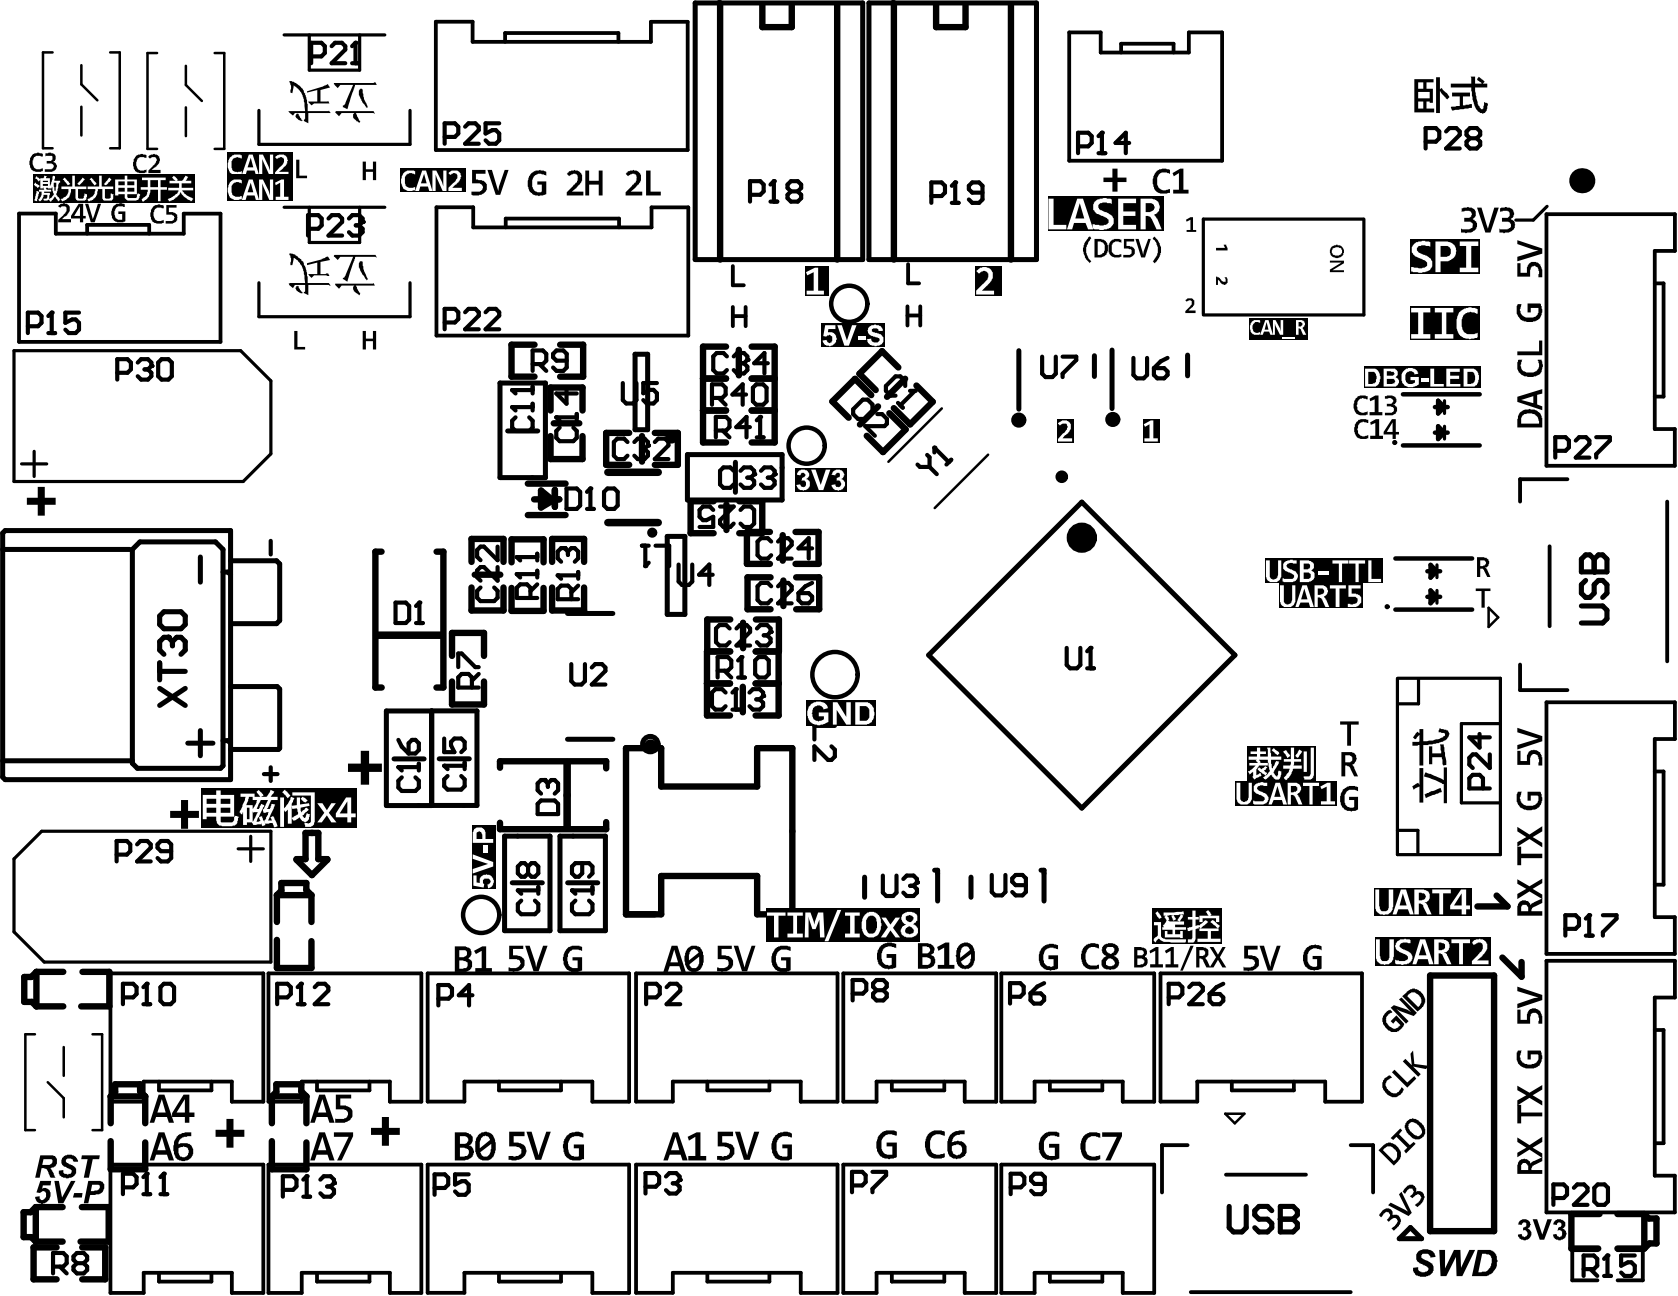 P21
P25
P18
P19
P14
卧式
P28
C3
C2
CAN2
CAN1
L
H
CAN2 5V G 2H 2L
激光光电开关
24V G C5
+ C1
LASER
(DC5V)
P15
P23
L
H
P22
L
H
1
L
H
2
5V-S
1
2
1
2
ON
CAN_R
3V3
SPI
IIC
5V
G
CL
DA
P27
DBG-LED
C13
C14
P30
+
+
R9
C11
C14
U5
C32
D10
C34
R40
R41
C33
C25
3V3
Y1
U7
U6
2
1
XT30
-
+
-
+
D1
C22
R11
R13
L1
U4
C24
C26
C23
R10
C13
R7
U2
C16
C15
+
GND
L2
U1
USB-TTL
UART5
R
T
USB
裁判
USART1
T
R
G
立式
P24
5V
G
TX
RX
P17
UART4
USART2
+
电磁阀x4
P29
+
D3
5V-P
C18
C19
U3
U9
TIM/IOx8
遥控
B1 5V G
A0 5V G
G B10
G C8
B11/RX 5V G
P10
P12
P4
P2
P8
P6
P26
A4
A6
+
A5
A7
+
B0 5V G
A1 5V G
G C6
G C7
RST
5V-P
R8
P11
P13
P5
P3
P7
P9
USB
GND
CLK
DIO
3V3
SWD
5V
G
TX
RX
P20
3V3
R15